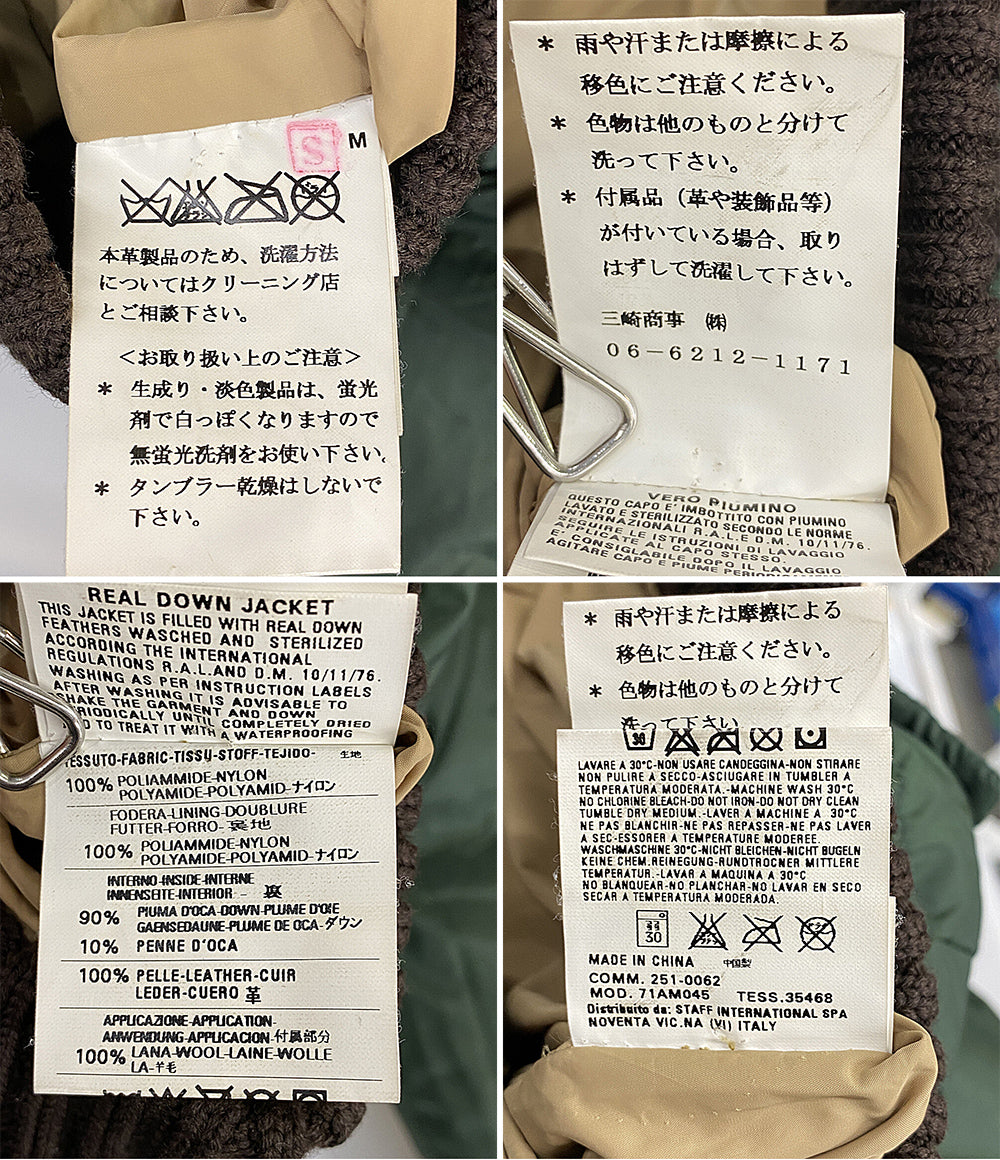 S M
本革製品のため、洗濯方法
についてはクリーニング店
とご相談下さい。
<お取り扱い上のご注意>
* 生成り・淡色製品は、蛍光
剤で白っぽくなりますので
無蛍光洗剤をお使い下さい。
* タンブラー乾燥はしないで
下さい。
* 雨や汗または摩擦による
移色にご注意ください。
* 色物は他のものと分けて
洗って下さい。
* 付属品（革や装飾品等）
が付いている場合、取り
はずして洗濯して下さい。
三崎商事 ㈱
06-6212-1171
VERO PIUMINO
QUESTO CAPO E' IMBOTTITO CON PIUMINO
LAVATO E STERILIZZATO SECONDO LE NORME
INTERNAZIONALI R.A.L.E D.M. 10/11/76.
SEGUIRE LE ISTRUZIONI DI LAVAGGIO
APPLICATE AL CAPO STESSO.
E' CONSIGLABILE DOPO IL LAVAGGIO
AGITARE CAPO E PIUME
REAL DOWN JACKET
THIS JACKET IS FILLED WITH REAL DOWN
FEATHERS WASCHED AND STERILIZED
ACCORDING THE INTERNATIONAL
REGULATIONS R.A.L.AND D.M. 10/11/76.
WASHING AS PER INSTRUCTION LABELS
AFTER WASHING IT IS ADVISABLE TO
SHAKE THE GARMENT AND DOWN
RIODICALLY UNTIL COMPLETELY DRIED
D TO TREAT IT WITH A WATERPROOFING
TESSUTO-FABRIC-TISSU-STOFF-TEJIDO- 生地
100% POLIAMMIDE-NYLON
POLYAMIDE-POLYAMID-ナイロン
FODERA-LINING-DOUBLURE
FUTTER-FORRO-裏地
100% POLIAMMIDE-NYLON
POLYAMIDE-POLYAMID-ナイロン
INTERNO-INSIDE-INTERNE
INNENSEITE-INTERIOR - 裏
90% PIUMA D'OCA-DOWN-PLUME D'OIE
GAENSEDAUNE-PLUME DE OCA-ダウン
10% PENNE D'OCA
100% PELLE-LEATHER-CUIR
LEDER-CUERO 革
APPLICAZIONE-APPLICATION-
ANWENDUNG-APPLICACION-付属部分
100% LANA-WOOL-LAINE-WOLLE
LA-羊毛
* 雨や汗または摩擦による
移色にご注意ください。
* 色物は他のものと分けて
洗って下さい
30
LAVARE A 30°C-NON USARE CANDEGGINA-NON STIRARE
NON PULIRE A SECCO-ASCIUGARE IN TUMBLER A
TEMPERATURA MODERATA.-MACHINE WASH 30°C
NO CHLORINE BLEACH-DO NOT IRON-DO NOT DRY CLEAN
TUMBLE DRY MEDIUM.-LAVER A MACHINE A 30°C
NE PAS BLANCHIR-NE PAS REPASSER-NE PAS LAVER
A SEC-ESSORER A TEMPERATURE MODEREE.
WASCHMASCHINE 30°C-NICHT BLEICHEN-NICHT BUGELN
KEINE CHEM.REINEGUNG-RUNDTROCNER MITTLERE
TEMPERATUR.-LAVAR A MAQUINA A 30°C
NO BLANQUEAR-NO PLANCHAR-NO LAVAR EN SECO
SECAR A TEMPERATURA MODERADA.
30
MADE IN CHINA 中国製
COMM. 251-0062
MOD. 71AM045 TESS.35468
Distribuito da: STAFF INTERNATIONAL SPA
NOVENTA VIC.NA (VI) ITALY